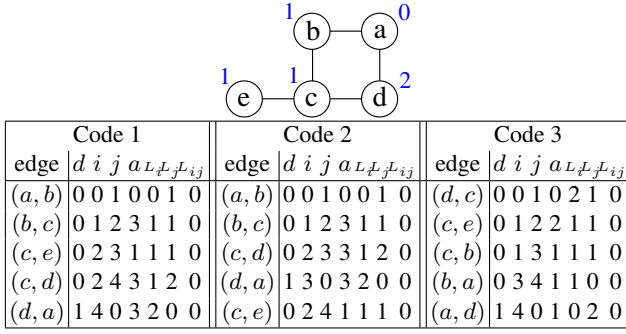 1 0
b a
1 1 2
e c d
Code 1 Code 2 Code 3
edge d i j a L_i L_j L_ij edge d i j a L_i L_j L_ij edge d i j a L_i L_j L_ij
(a, b) 0 0 1 0 0 1 0 (a, b) 0 0 1 0 0 1 0 (d, c) 0 0 1 0 2 1 0
(b, c) 0 1 2 3 1 1 0 (b, c) 0 1 2 3 1 1 0 (c, e) 0 1 2 2 1 1 0
(c, e) 0 2 3 1 1 1 0 (c, d) 0 2 3 3 1 2 0 (c, b) 0 1 3 1 1 1 0
(c, d) 0 2 4 3 1 2 0 (d, a) 1 3 0 3 2 0 0 (b, a) 0 3 4 1 1 0 0
(d, a) 1 4 0 3 2 0 0 (c, e) 0 2 4 1 1 1 0 (a, d) 1 4 0 1 0 2 0